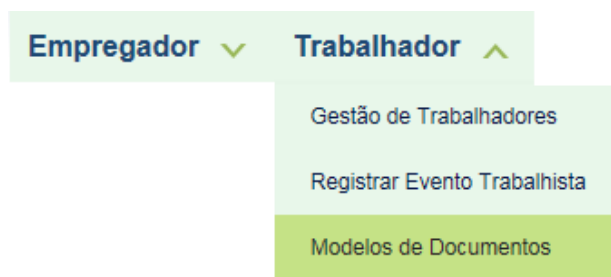 Empregador Trabalhador
Gestão de Trabalhadores
Registrar Evento Trabalhista
Modelos de Documentos